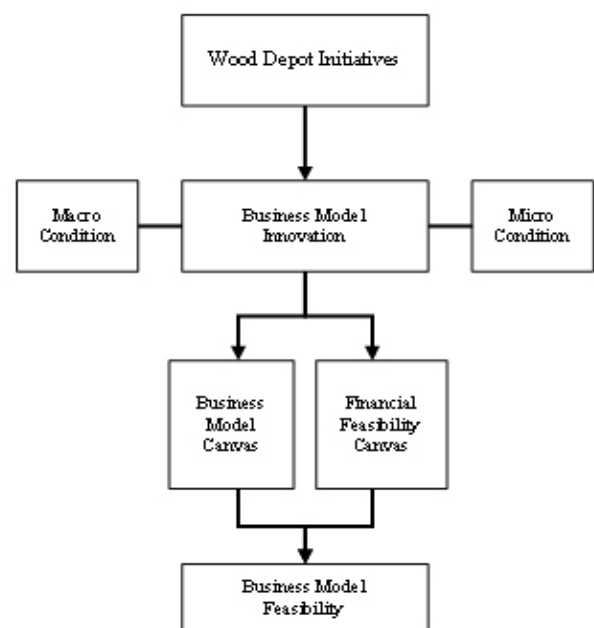 Wood Depot Initiatives
Macro
Condition
Business Model
Innovation
Micro
Condition
Business
Model
Canvas
Financial
Feasibility
Canvas
Business Model
Feasibility